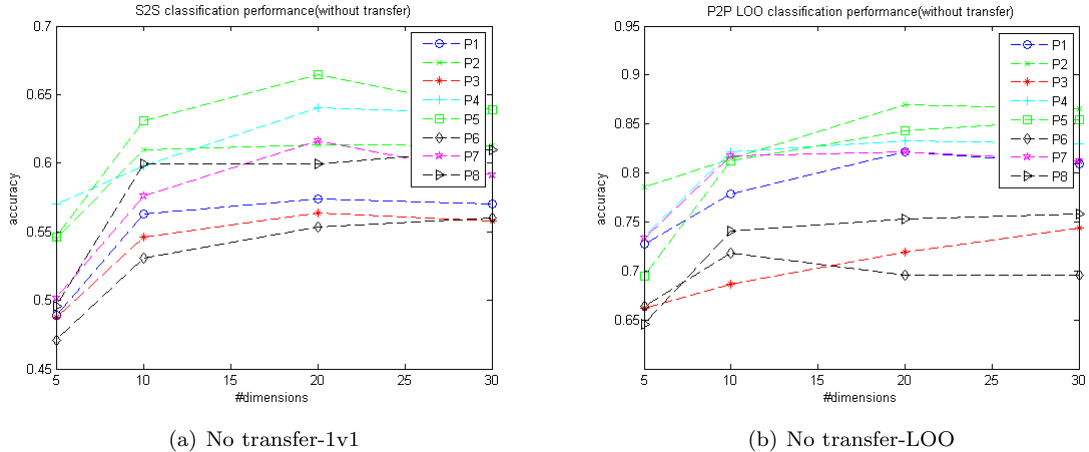 S2S classification performance(without transfer)
0.7
0.65
0.6
0.55
0.5
0.45
accuracy
5
10
15
20
25
30
#dimensions
P1
P2
P3
P4
P5
P6
P7
P8
(a) No transfer-1v1
P2P LOO classification performance(without transfer)
0.95
0.9
0.85
0.8
0.75
0.7
0.65
accuracy
5
10
15
20
25
30
#dimensions
P1
P2
P3
P4
P5
P6
P7
P8
(b) No transfer-LOO